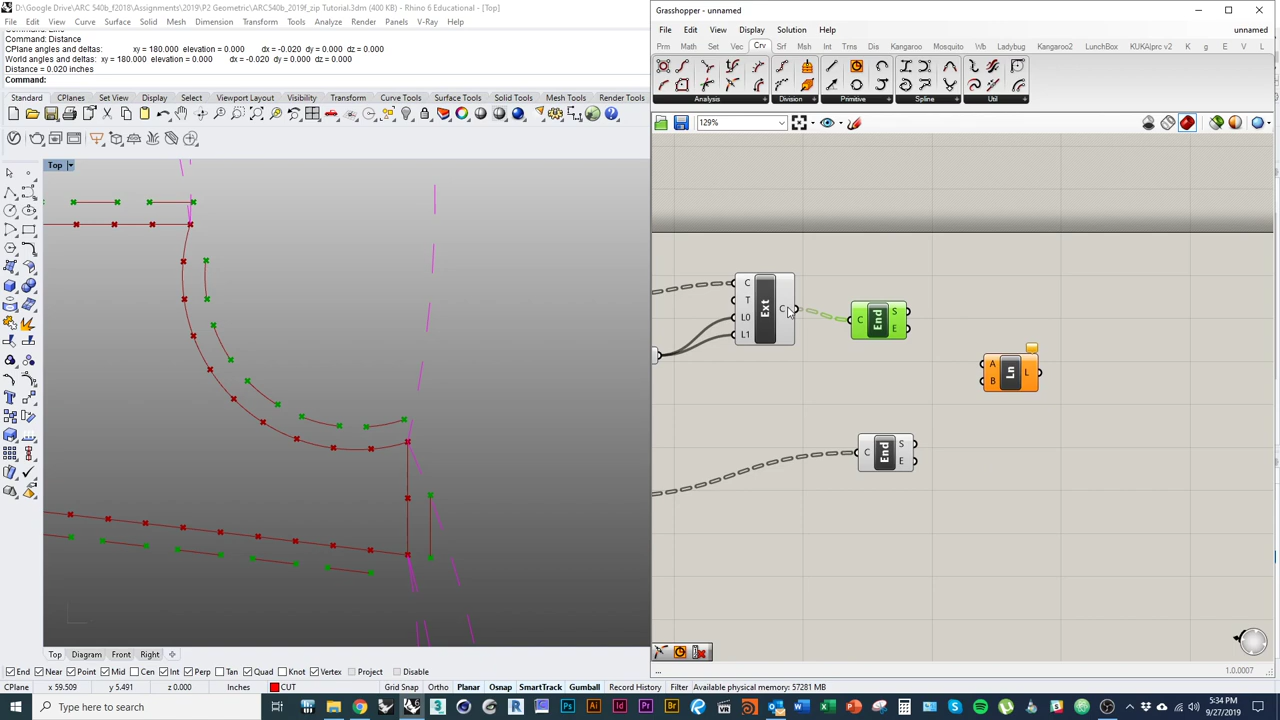 D:\Google Drive\ARC 540b_f2018\Assignments\2019\P2 Geometric\ARC540B_2019f_zip Tutorial.3dm (400 KB) - Rhino 6 Educational - [Top]
File Edit View Curve Surface Solid Mesh Dimension Transform Tools Analyze Render Panels V-Ray Help
Command: Distance
CPlane angles and deltas: xy = 180.000 elevation = 0.000 dx = -0.020 dy = 0.000 dz = 0.000
World angles and deltas: xy = 180.000 elevation = 0.000 dx = -0.020 dy = 0.000 dz = 0.000
Distance = 0.020 inches
Command:
Standard CPlanes Set View Display Select Viewport Layout Visibility Transform Curve Tools Surface Tools Solid Tools Mesh Tools Render Tools
Top
Top Diagram Front Right
End Near Point Mid Cen Int Perp Tan Quad Knot Vertex Project Disable
CPlane x 59.509 y 5.491 z 0.000 Inches CUT Grid Snap Ortho Planar Osnap SmartTrack Gumball Record History Filter Available physical memory: 57281 MB
Grasshopper - unnamed
File Edit View Display Solution Help unnamed
Prm Math Set Vec Crv Srf Msh Int Trns Dis Kangaroo Mosquito Wb Ladybug Kangaroo2 LunchBox KUKA|prc v2 K g E V L
Analysis Division Primitive Spline Util
129%
C T L0 L1 Ext C
C End S E
A B Ln L
C End S E
... 1.0.0007
Type here to search
5:34 PM
9/27/2019